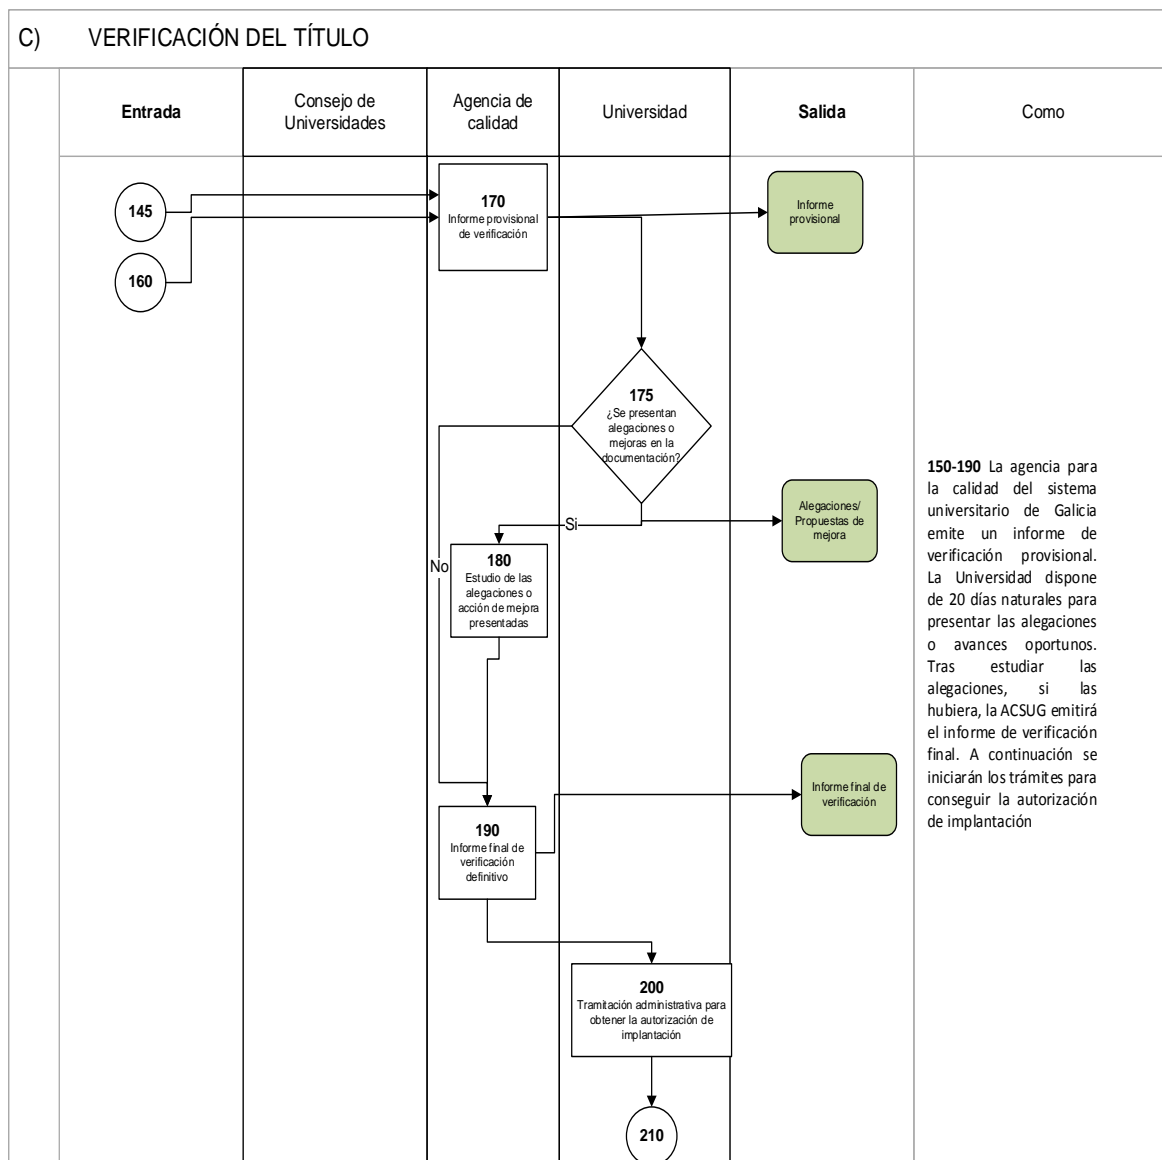 C) VERIFICACIÓN DEL TÍTULO
Entrada
Consejo de
Universidades
Agencia de
calidad
Universidad
Salida
Como
145
160
170
Informe provisional
de verificación
Informe
provisional
175
¿Se presentan
alegaciones o
mejoras en la
documentación?
Si
No
Alegaciones/
Propuestas de
mejora
180
Estudio de las
alegaciones o
acción de mejora
presentadas
190
Informe final de
verificación
definitivo
Informe final de
verificación
200
Tramitación administrativa para
obtener la autorización de
implantación
210
150-190 La agencia para
la calidad del sistema
universitario de Galicia
emite un informe de
verificación provisional.
La Universidad dispone
de 20 días naturales para
presentar las alegaciones
o avances oportunos.
Tras estudiar las
alegaciones, si las
hubiera, la ACSUG emitirá
el informe de verificación
final. A continuación se
iniciarán los trámites para
conseguir la autorización
de implantación